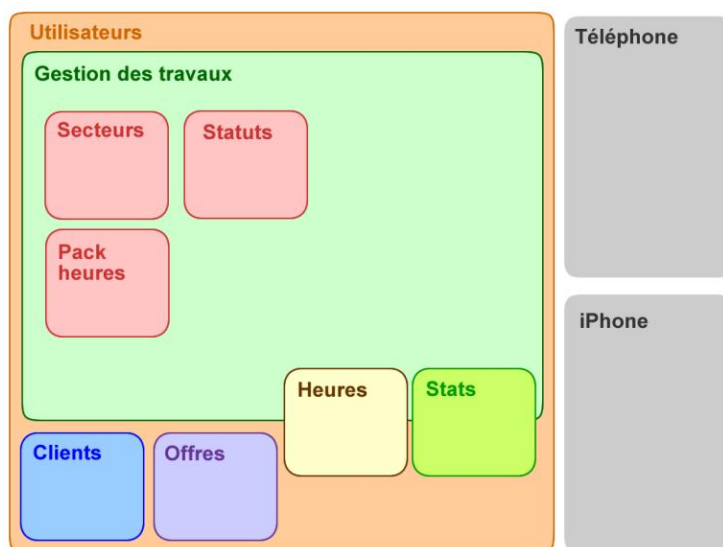 Utilisateurs
Téléphone
Gestion des travaux
Secteurs
Statuts
Pack
heures
iPhone
Heures
Stats
Clients
Offres